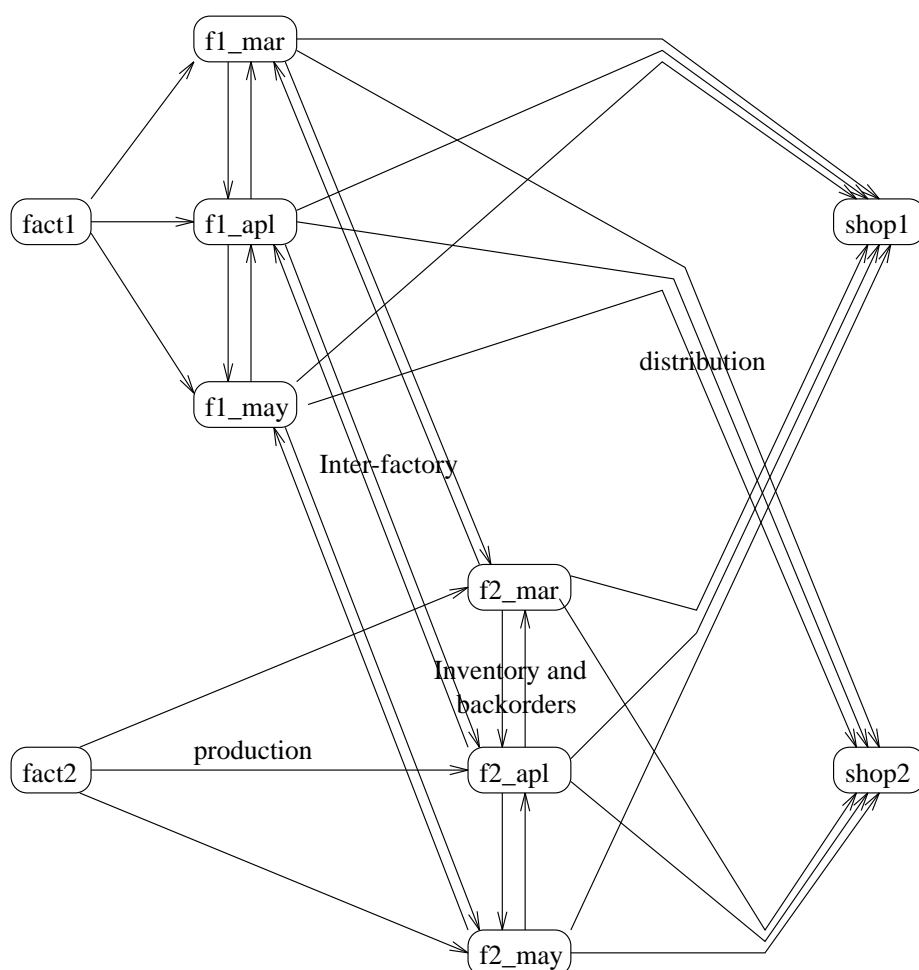 f1_mar
fact1
f1_apl
shop1
distribution
f1_may
Inter-factory
f2_mar
Inventory and
backorders
production
fact2
f2_apl
shop2
f2_may